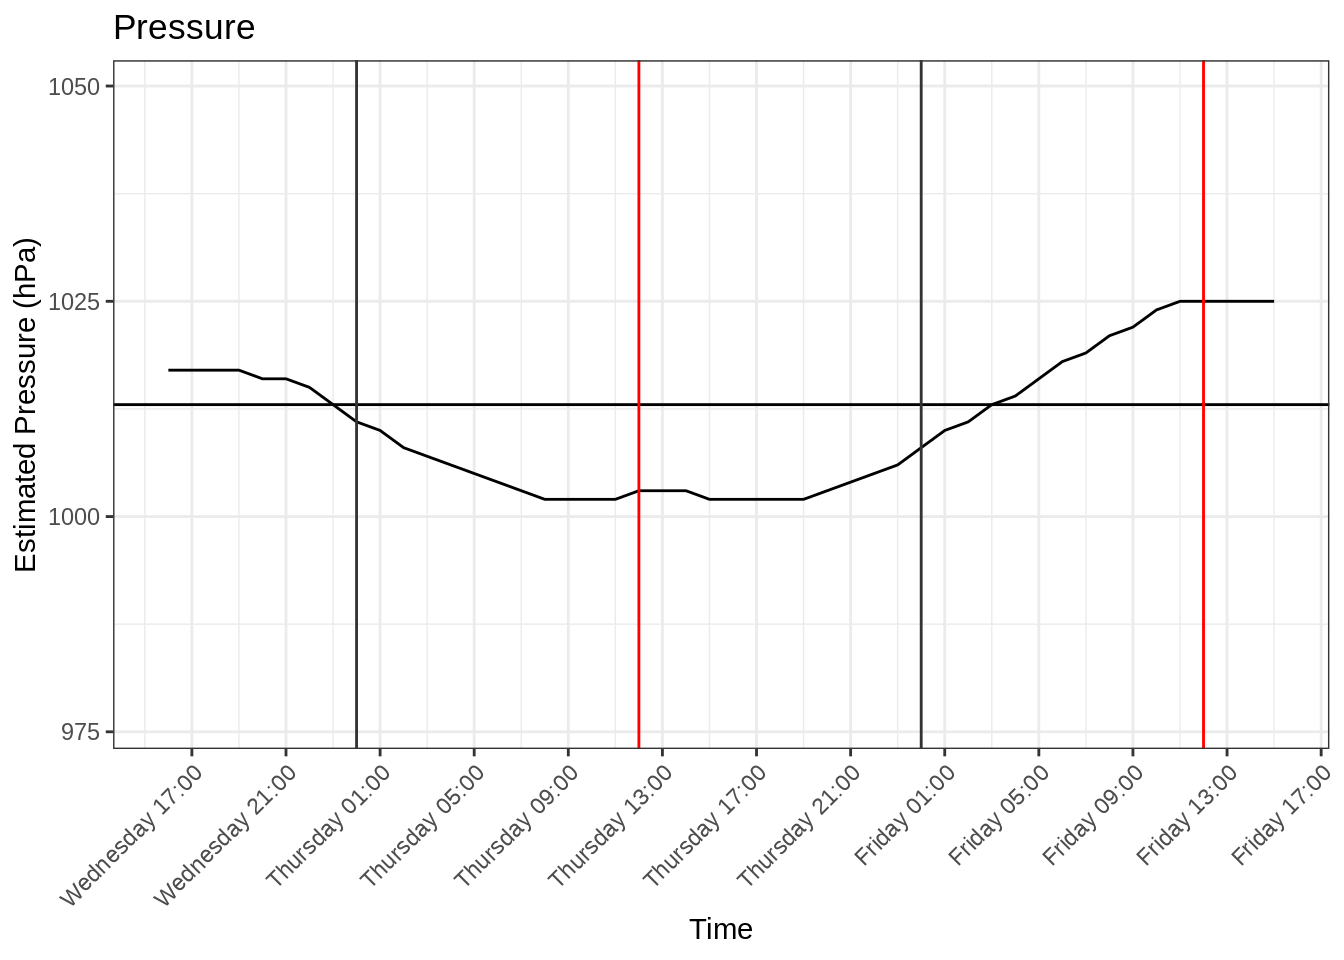 Pressure
1050
1025
1000
975
Estimated Pressure (hPa)
Wednesday 17:00
Wednesday 21:00
Thursday 01:00
Thursday 05:00
Thursday 09:00
Thursday 13:00
Thursday 17:00
Thursday 21:00
Friday 01:00
Friday 05:00
Friday 09:00
Friday 13:00
Friday 17:00
Time